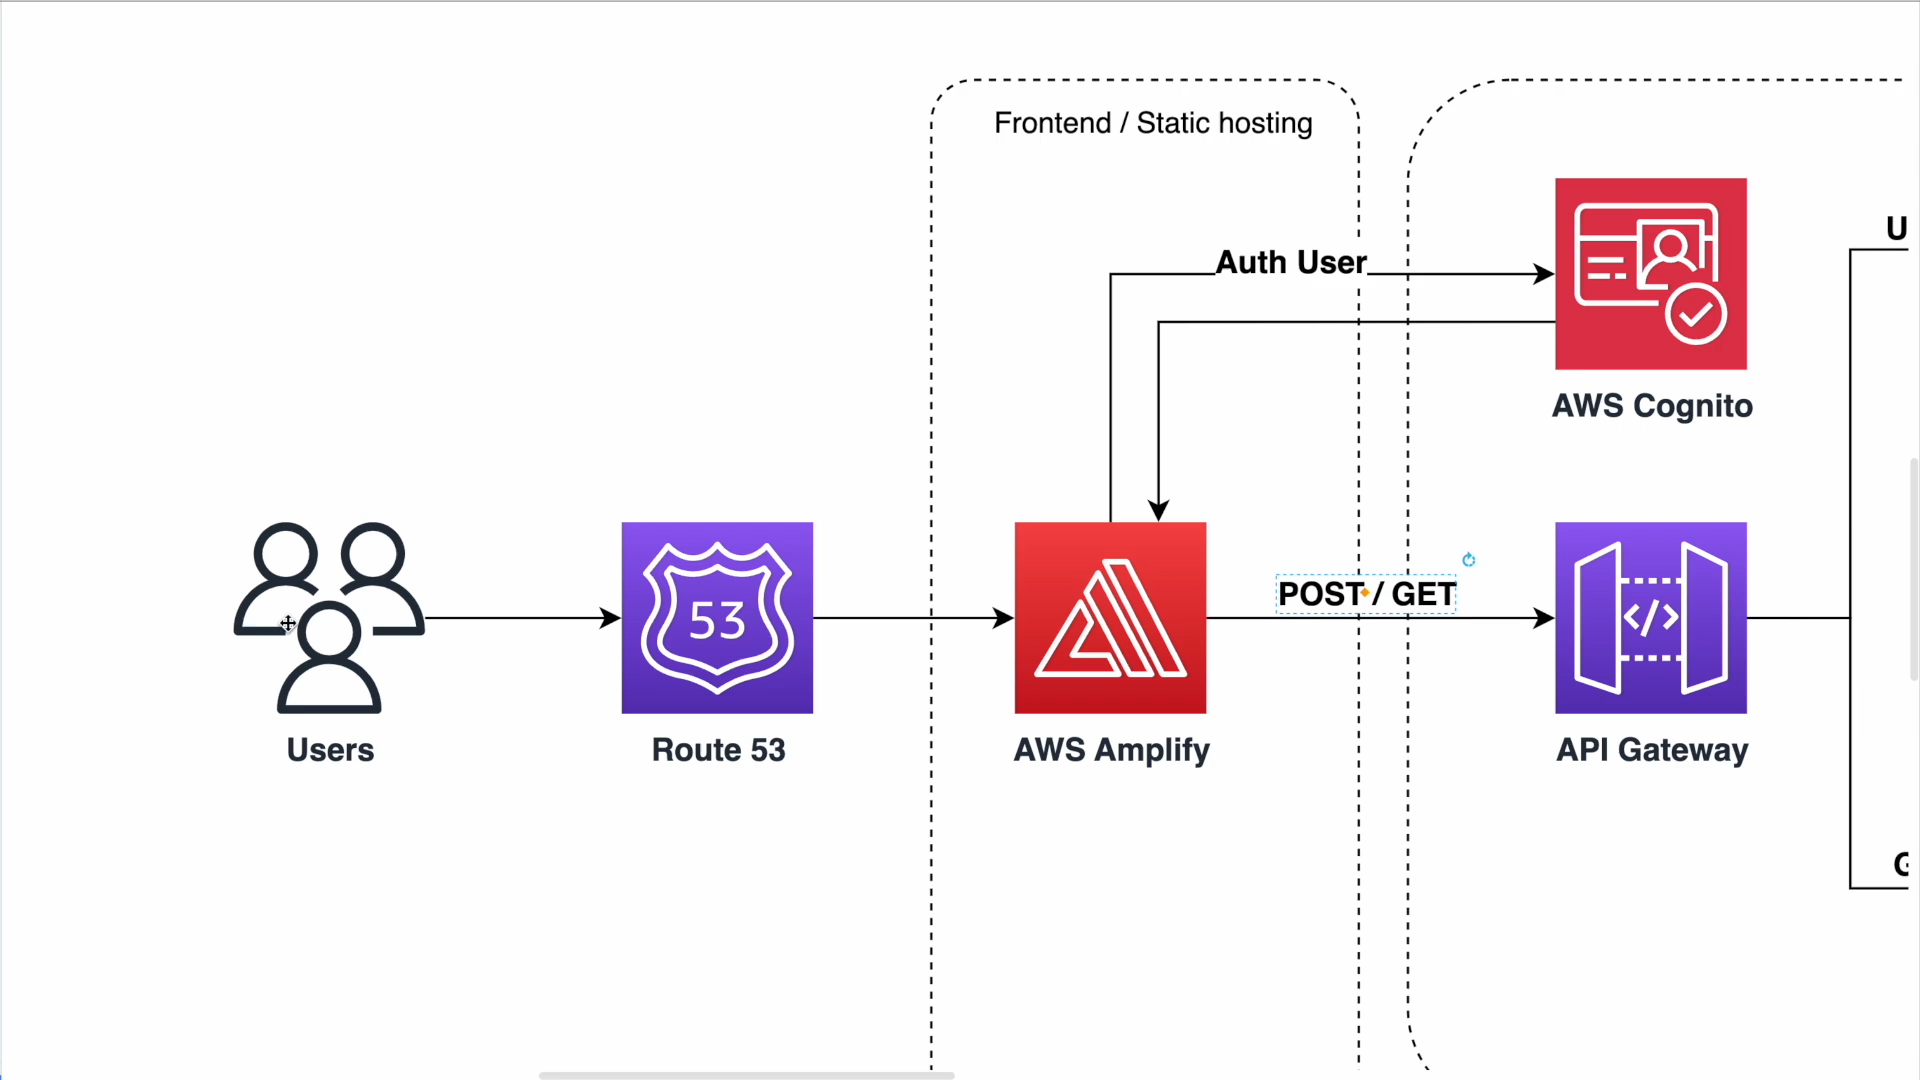 Frontend / Static hosting
U
Auth User
AWS Cognito
53
POST / GET
</>
Users
Route 53
AWS Amplify
API Gateway